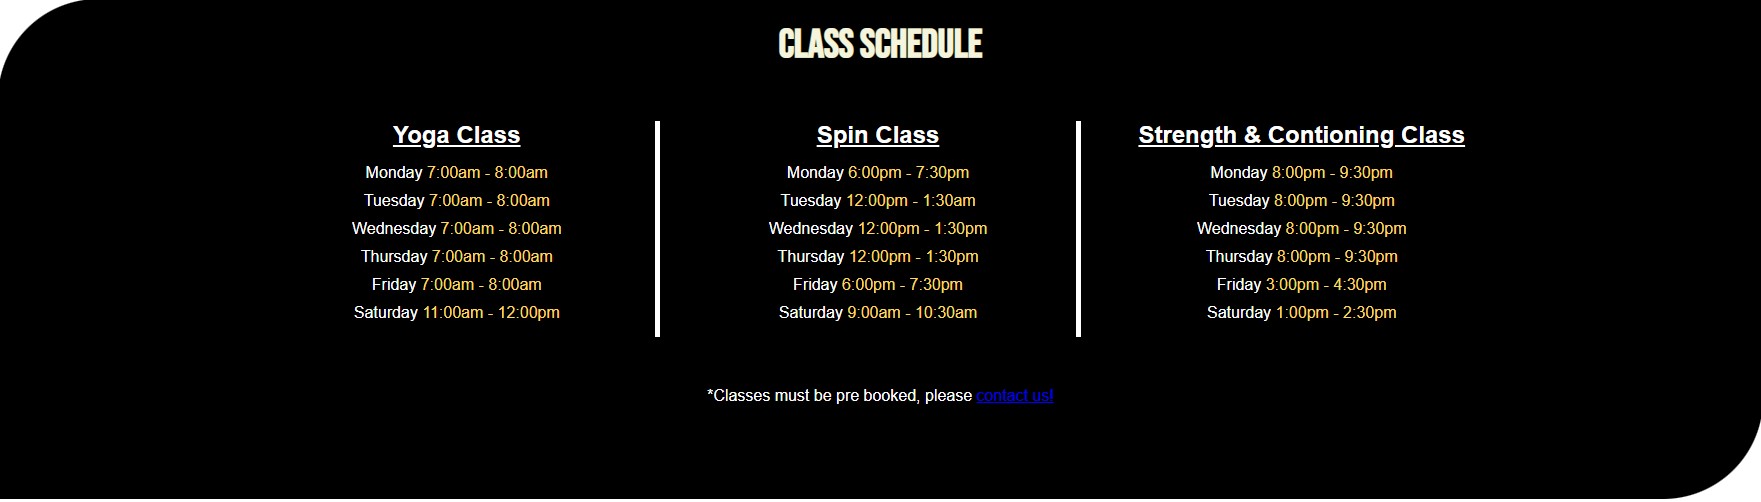 CLASS SCHEDULE
Yoga Class
Monday 7:00am - 8:00am
Tuesday 7:00am - 8:00am
Wednesday 7:00am - 8:00am
Thursday 7:00am - 8:00am
Friday 7:00am - 8:00am
Saturday 11:00am - 12:00pm
Spin Class
Monday 6:00pm - 7:30pm
Tuesday 12:00pm - 1:30am
Wednesday 12:00pm - 1:30pm
Thursday 12:00pm - 1:30pm
Friday 6:00pm - 7:30pm
Saturday 9:00am - 10:30am
Strength & Contioning Class
Monday 8:00pm - 9:30pm
Tuesday 8:00pm - 9:30pm
Wednesday 8:00pm - 9:30pm
Thursday 8:00pm - 9:30pm
Friday 3:00pm - 4:30pm
Saturday 1:00pm - 2:30pm
*Classes must be pre booked, please contact us!